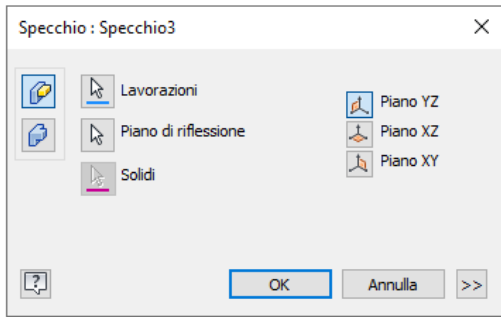 Specchio : Specchio3
Lavorazioni
Piano di riflessione
Solidi
Piano YZ
Piano XZ
Piano XY
?
OK
Annulla
>>